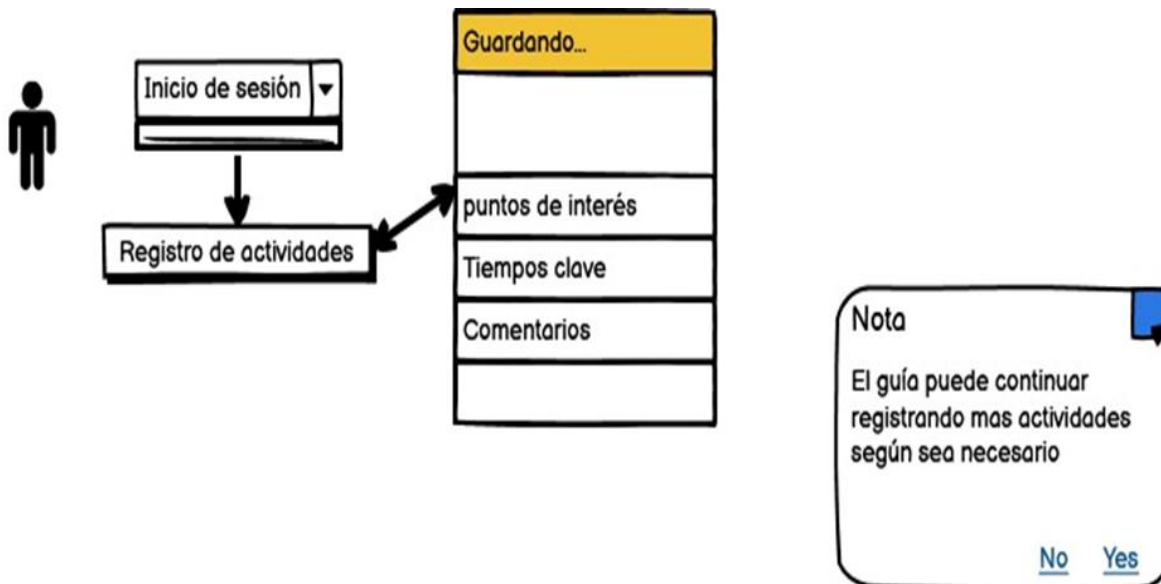 Inicio de sesión
Registro de actividades
Guardando...
puntos de interés
Tiempos clave
Comentarios
Nota
El guía puede continuar
registrando mas actividades
según sea necesario
No Yes